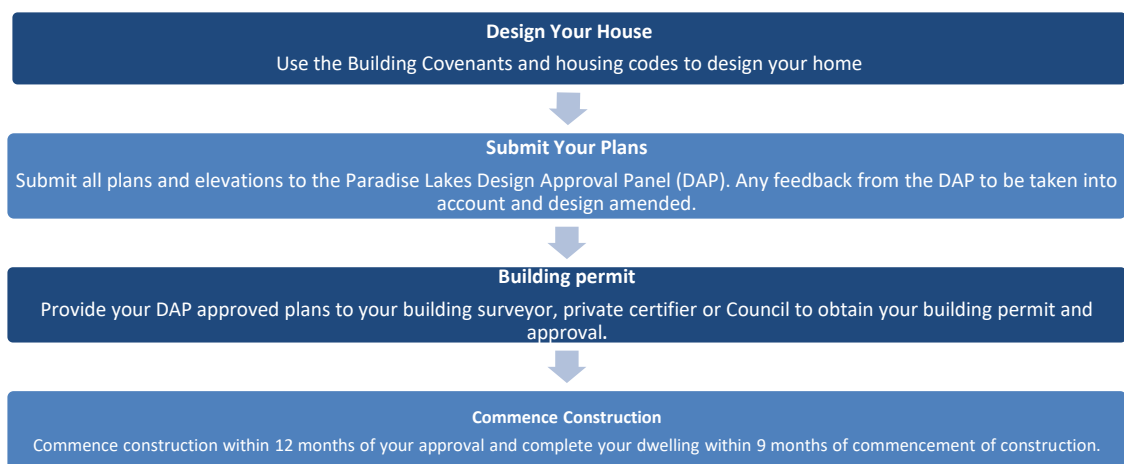 Design Your House
Use the Building Covenants and housing codes to design your home
Submit Your Plans
Submit all plans and elevations to the Paradise Lakes Design Approval Panel (DAP). Any feedback from the DAP to be taken into
account and design amended.
Building permit
Provide your DAP approved plans to your building surveyor, private certifier or Council to obtain your building permit and
approval.
Commence Construction
Commence construction within 12 months of your approval and complete your dwelling within 9 months of commencement of construction.